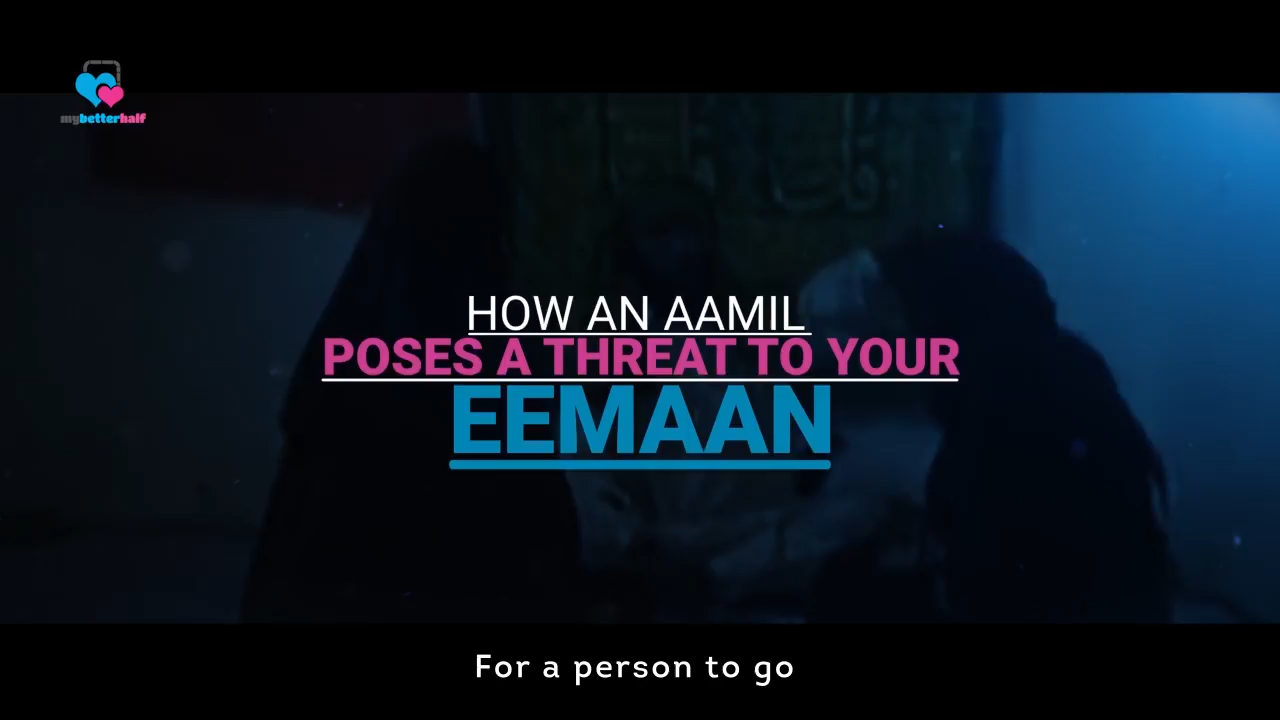 mybetterhalf
HOW AN AAMIL
POSES A THREAT TO YOUR
EEMAAN
For a person to go